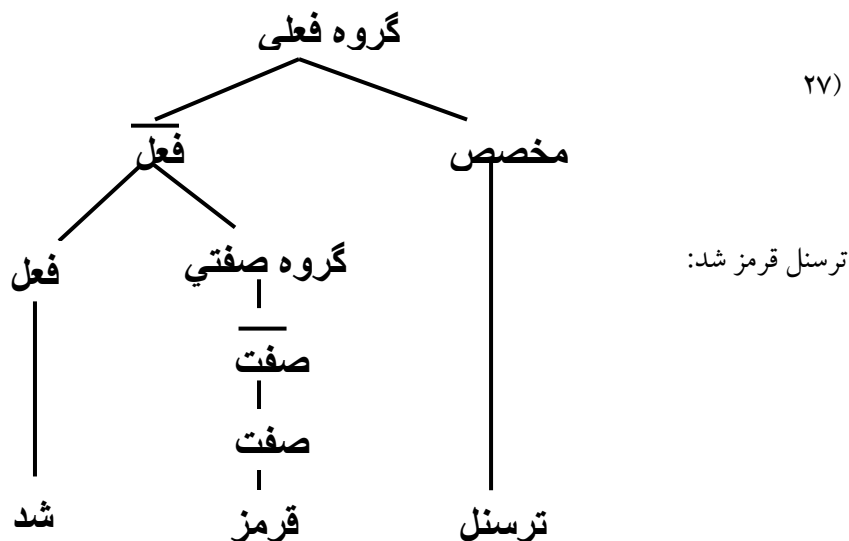 گروه فعلی
۲۷)
مخصص فعل
ترسنل قرمز شد:
گروه صفتي فعل
صفت
صفت
ترسنل قرمز شد